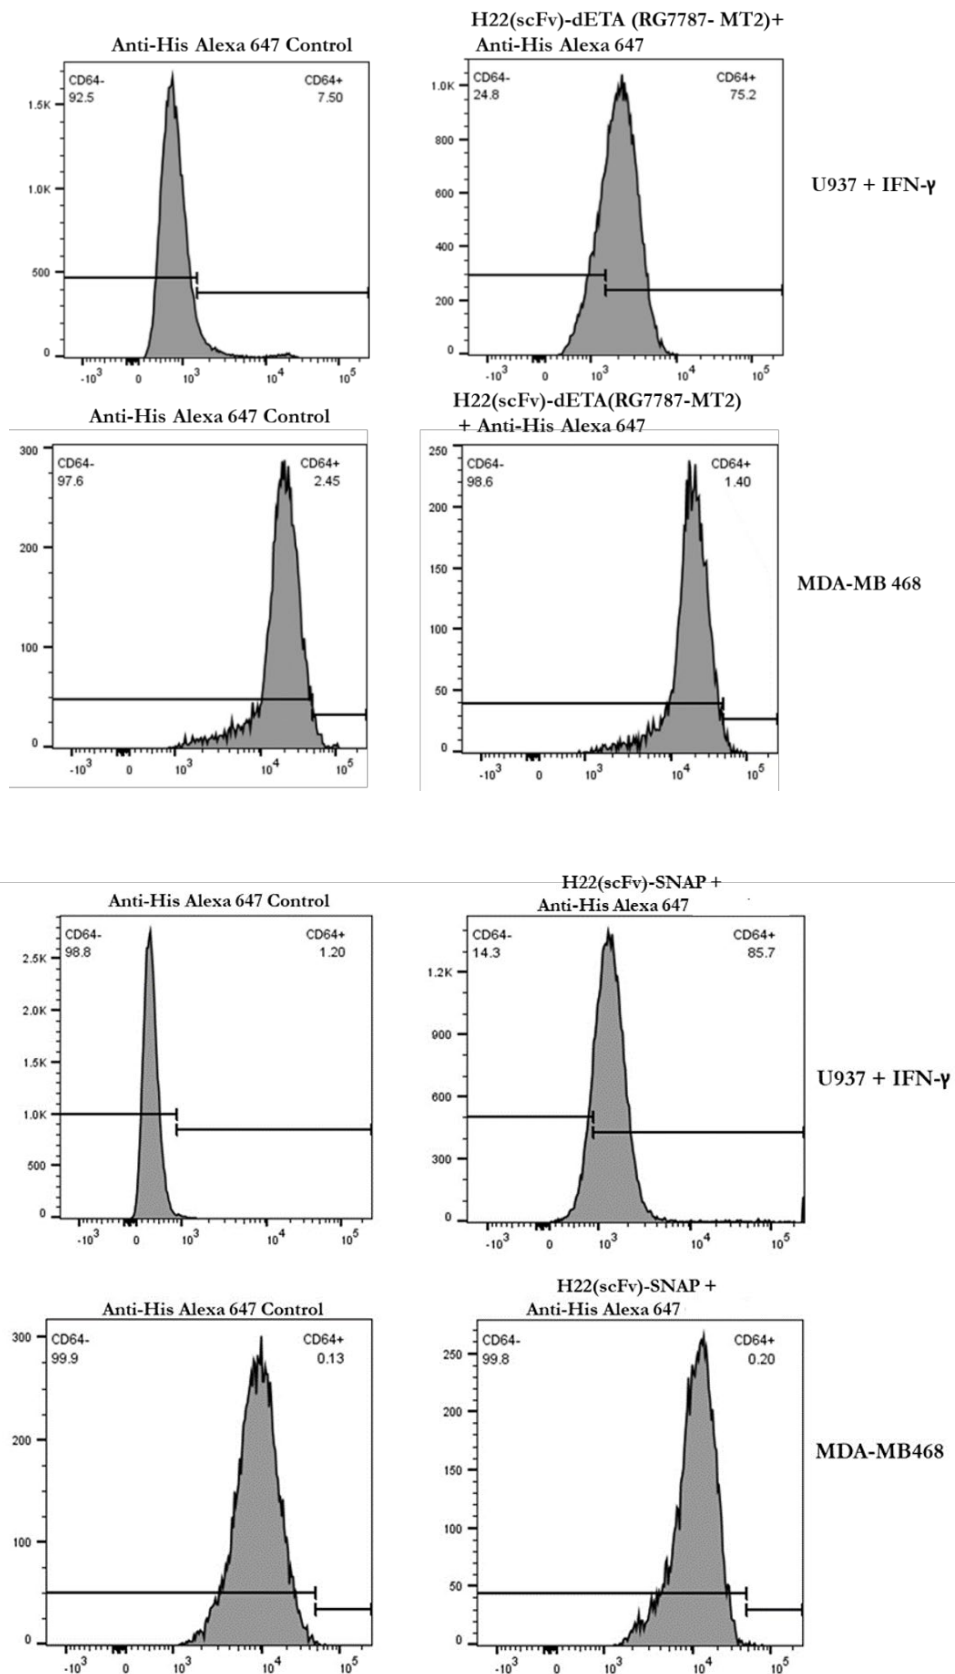 Anti-His Alexa 647 Control
H22(scFv)-dETA (RG7787- MT2)+
Anti-His Alexa 647
CD64-
92.5
CD64+
7.50
1.5K
1.0K
500
0
-10³ 0 10³ 10⁴ 10⁵
CD64-
24.8
CD64+
75.2
1.0K
800
600
400
200
0
-10³ 0 10³ 10⁴ 10⁵
U937 + IFN-γ
Anti-His Alexa 647 Control
H22(scFv)-dETA(RG7787-MT2)
+ Anti-His Alexa 647
CD64-
97.6
CD64+
2.45
300
200
100
0
-10³ 0 10³ 10⁴ 10⁵
CD64-
98.6
CD64+
1.40
250
200
150
100
50
0
-10³ 0 10³ 10⁴ 10⁵
MDA-MB 468
Anti-His Alexa 647 Control
H22(scFv)-SNAP +
Anti-His Alexa 647
CD64-
98.8
CD64+
1.20
2.5K
2.0K
1.5K
1.0K
500
0
-10³ 0 10³ 10⁴ 10⁵
CD64-
14.3
CD64+
85.7
1.2K
900
600
300
0
-10³ 0 10³ 10⁴ 10⁵
U937 + IFN-γ
Anti-His Alexa 647 Control
H22(scFv)-SNAP +
Anti-His Alexa 647
CD64-
99.9
CD64+
0.13
300
200
100
0
-10³ 0 10³ 10⁴ 10⁵
CD64-
99.8
CD64+
0.20
250
200
150
100
50
0
-10³ 0 10³ 10⁴ 10⁵
MDA-MB468